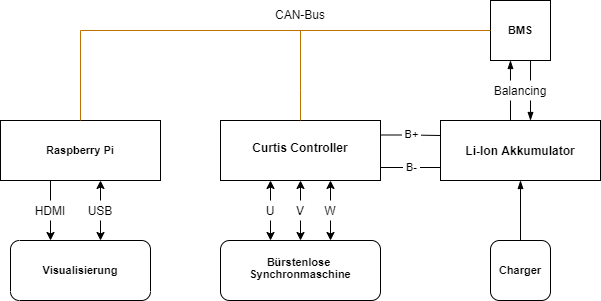 CAN-Bus
BMS
Balancing
Raspberry Pi
Curtis Controller
B+
B-
Li-Ion Akkumulator
HDMI
USB
U
V
W
Visualisierung
Bürstenlose
Synchronmaschine
Charger